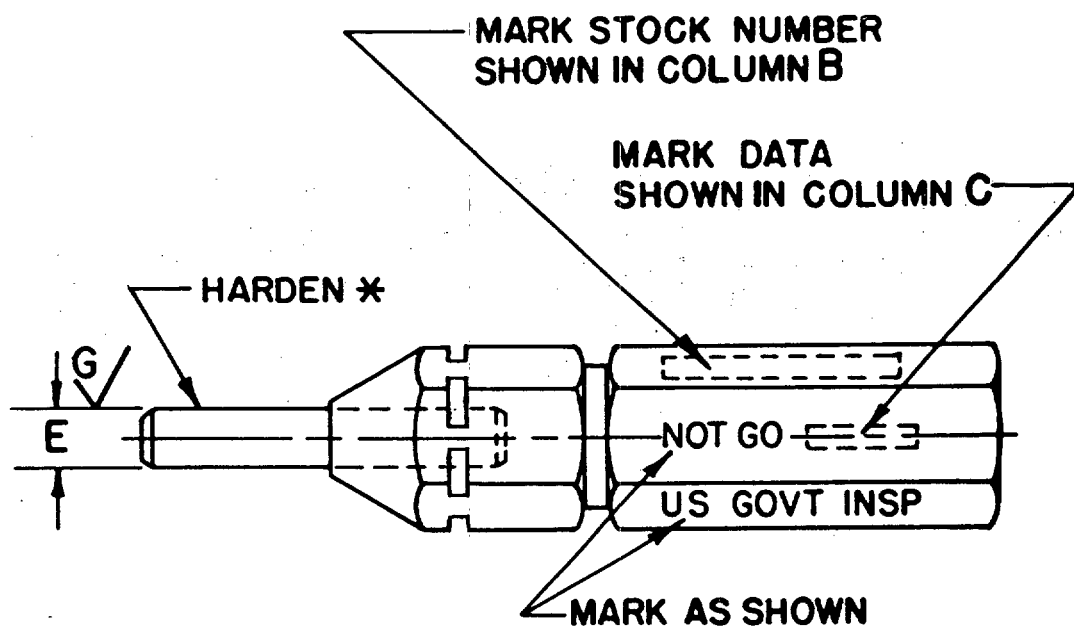 MARK STOCK NUMBER
SHOWN IN COLUMN B
MARK DATA
SHOWN IN COLUMN C
HARDEN *
G
E
NOT GO
US GOVT INSP
MARK AS SHOWN